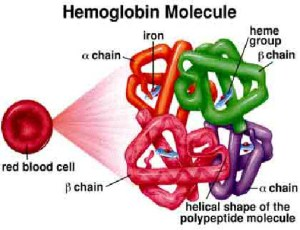 Hemoglobin Molecule
iron
heme
group
α chain
β chain
red blood cell
β chain
α chain
helical shape of the
polypeptide molecule